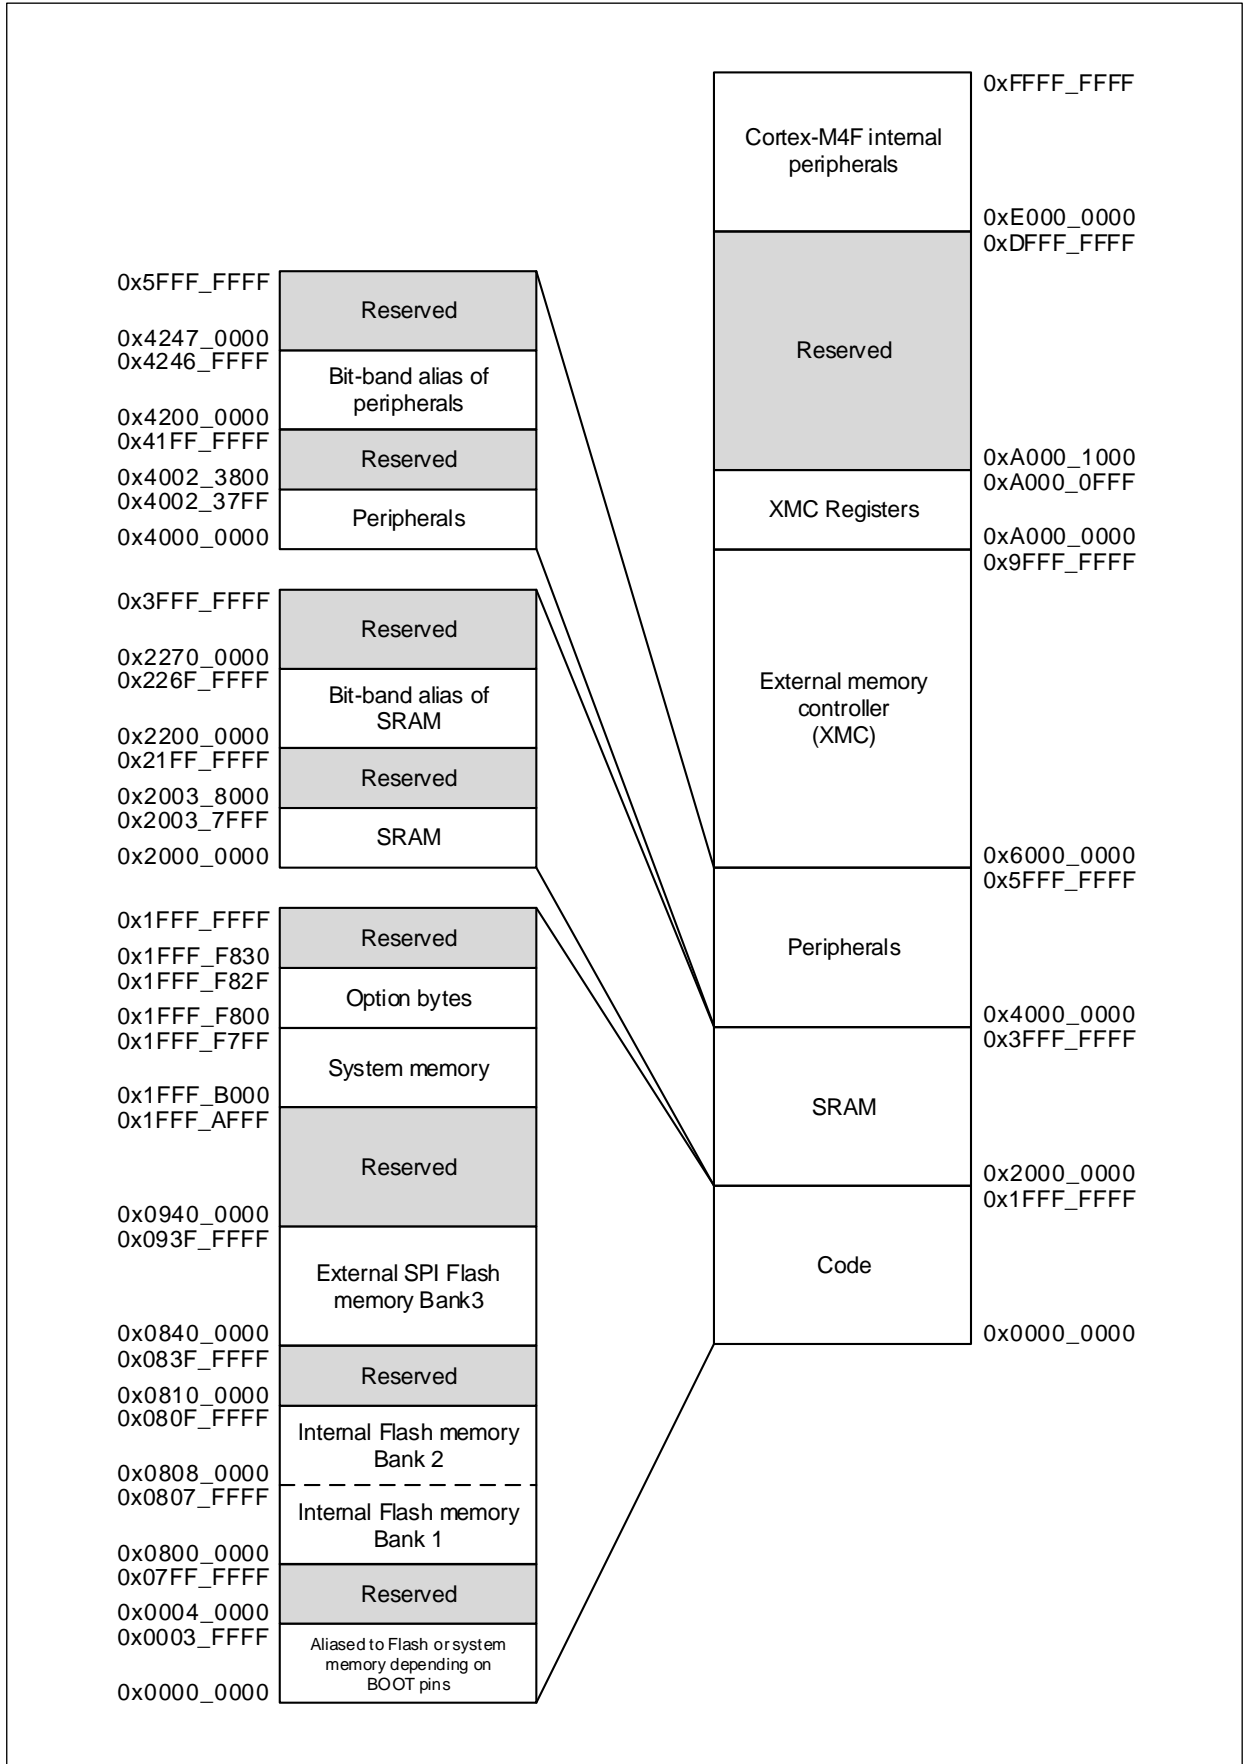 0xFFFF_FFFF
Cortex-M4F internal
peripherals
0xE000_0000
0xDFFF_FFFF
Reserved
0xA000_1000
0xA000_0FFF
XMC Registers
0xA000_0000
0x9FFF_FFFF
External memory
controller
(XMC)
0x6000_0000
0x5FFF_FFFF
Peripherals
0x4000_0000
0x3FFF_FFFF
SRAM
0x2000_0000
0x1FFF_FFFF
Code
0x0000_0000
0x5FFF_FFFF
Reserved
0x4247_0000
0x4246_FFFF
Bit-band alias of
peripherals
0x4200_0000
0x41FF_FFFF
Reserved
0x4002_3800
0x4002_37FF
Peripherals
0x4000_0000
0x3FFF_FFFF
Reserved
0x2270_0000
0x226F_FFFF
Bit-band alias of
SRAM
0x2200_0000
0x21FF_FFFF
Reserved
0x2003_8000
0x2003_7FFF
SRAM
0x2000_0000
0x1FFF_FFFF
Reserved
0x1FFF_F830
0x1FFF_F82F
Option bytes
0x1FFF_F800
0x1FFF_F7FF
System memory
0x1FFF_B000
0x1FFF_AFFF
Reserved
0x0940_0000
0x093F_FFFF
External SPI Flash
memory Bank3
0x0840_0000
0x083F_FFFF
Reserved
0x0810_0000
0x080F_FFFF
Internal Flash memory
Bank 2
0x0808_0000
0x0807_FFFF
Internal Flash memory
Bank 1
0x0800_0000
0x07FF_FFFF
Reserved
0x0004_0000
0x0003_FFFF
Aliased to Flash or system
memory depending on
BOOT pins
0x0000_0000